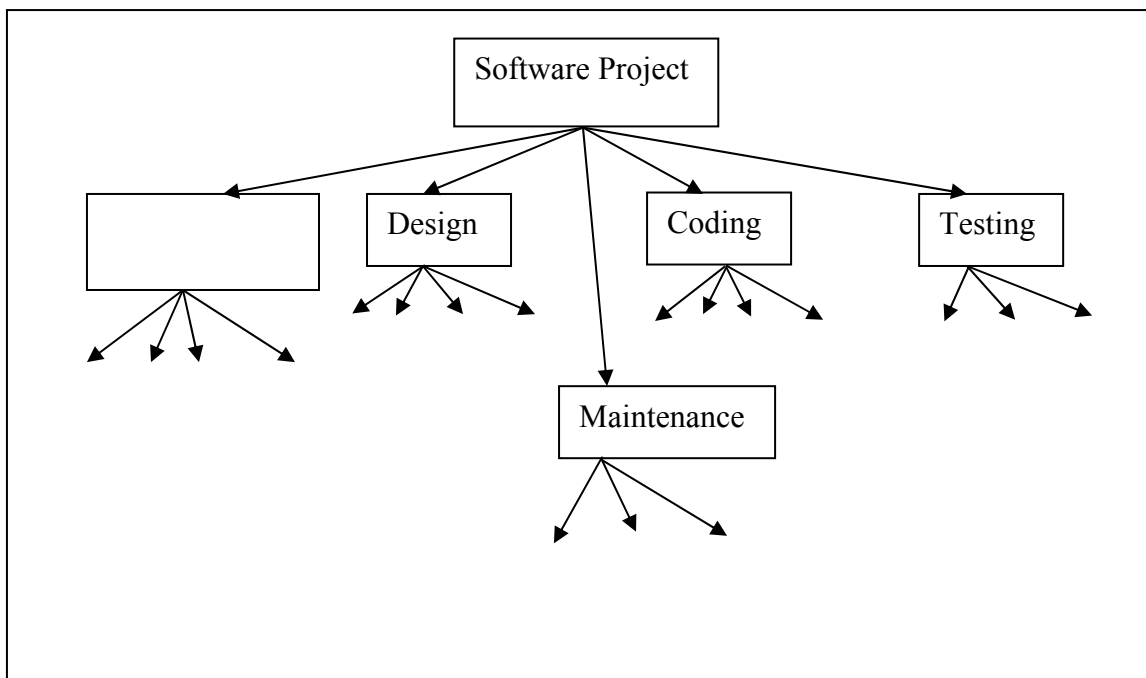 Software Project
Design
Coding
Testing
Maintenance